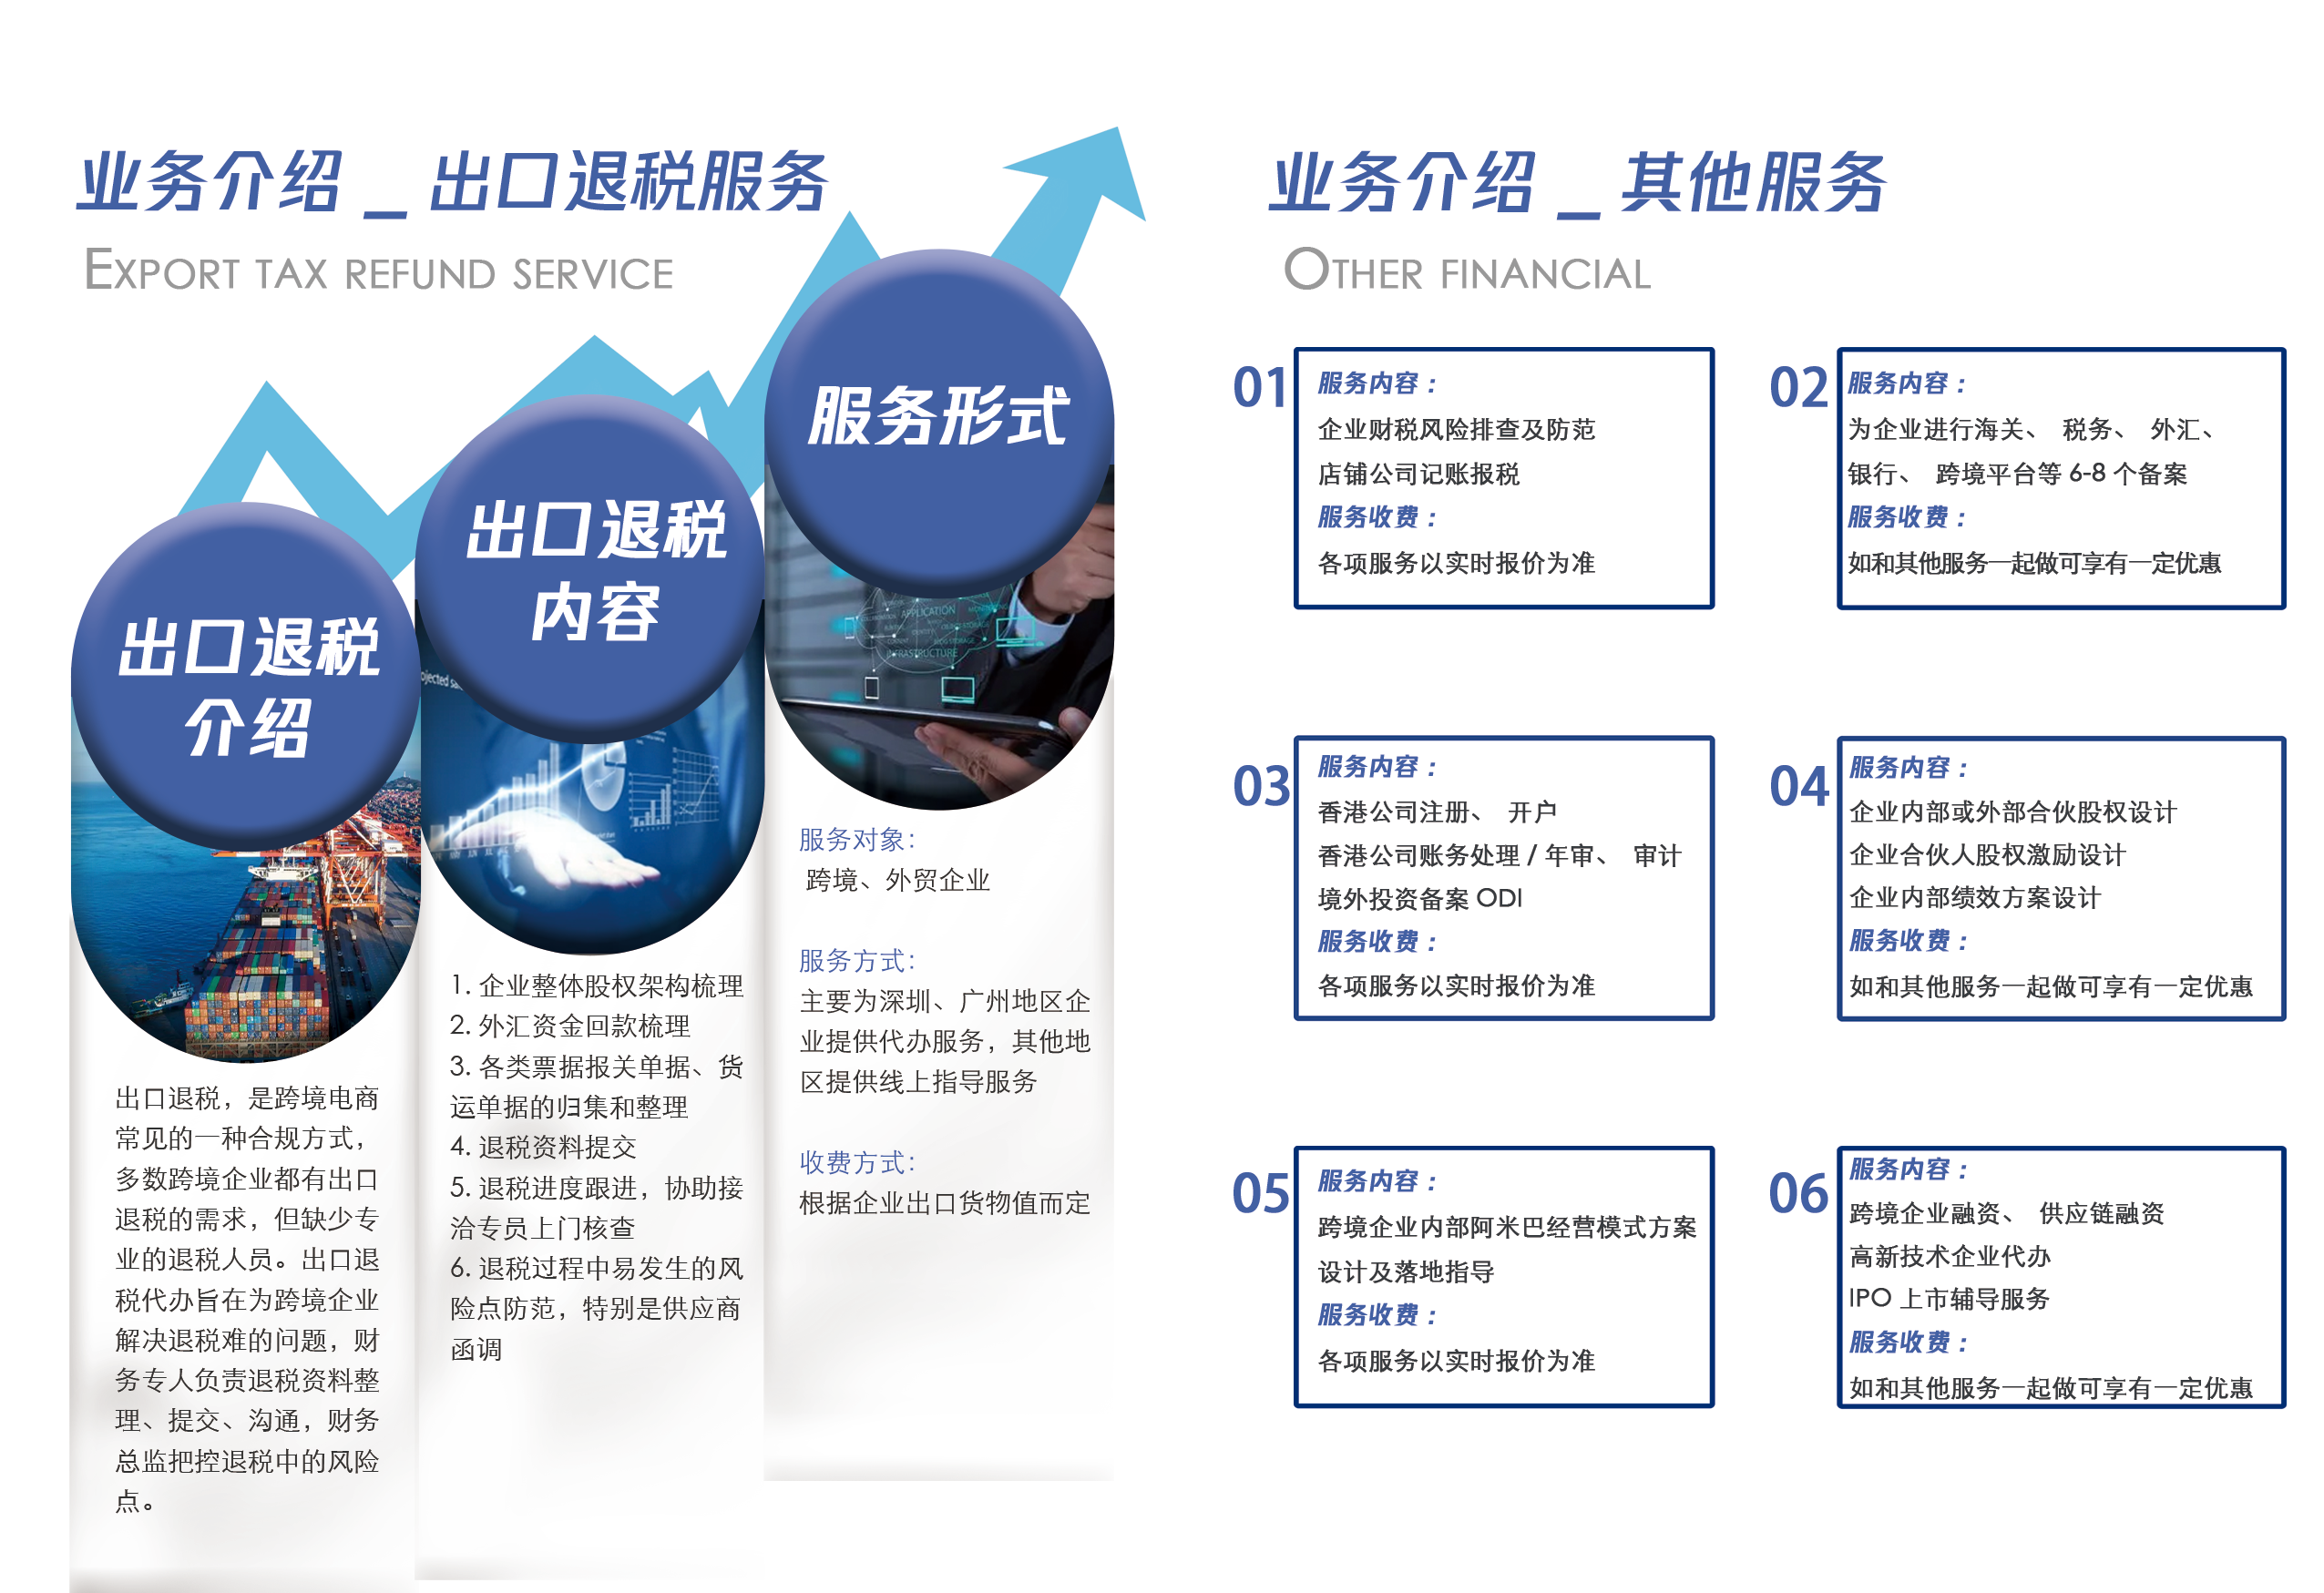 业务介绍_出口退税服务
EXPORT TAX REFUND SERVICE
出口退税
介绍
出口退税，是跨境电商
常见的一种合规方式，
多数跨境企业都有出口
退税的需求，但缺少专
业的退税人员。出口退
税代办旨在为跨境企业
解决退税难的问题，财
务专人负责退税资料整
理、提交、沟通，财务
总监把控退税中的风险
点。
出口退税
内容
1. 企业整体股权架构梳理
2. 外汇资金回款梳理
3. 各类票据报关单据、货
运单据的归集和整理
4. 退税资料提交
5. 退税进度跟进，协助接
洽专员上门核查
6. 退税过程中易发生的风
险点防范，特别是供应商
函调
服务形式
APPLICATION
INFRASTRUCTURE
服务对象：
跨境、外贸企业
服务方式：
主要为深圳、广州地区企
业提供代办服务，其他地
区提供线上指导服务
收费方式：
根据企业出口货物值而定
业务介绍_其他服务
OTHER FINANCIAL
01
服务内容：
企业财税风险排查及防范
店铺公司记账报税
服务收费：
各项服务以实时报价为准
02
服务内容：
为企业进行海关、 税务、 外汇、
银行、 跨境平台等 6-8 个备案
服务收费：
如和其他服务一起做可享有一定优惠
03
服务内容：
香港公司注册、 开户
香港公司账务处理 / 年审、 审计
境外投资备案 ODI
服务收费：
各项服务以实时报价为准
04
服务内容：
企业内部或外部合伙股权设计
企业合伙人股权激励设计
企业内部绩效方案设计
服务收费：
如和其他服务一起做可享有一定优惠
05
服务内容：
跨境企业内部阿米巴经营模式方案
设计及落地指导
服务收费：
各项服务以实时报价为准
06
服务内容：
跨境企业融资、 供应链融资
高新技术企业代办
IPO 上市辅导服务
服务收费：
如和其他服务一起做可享有一定优惠